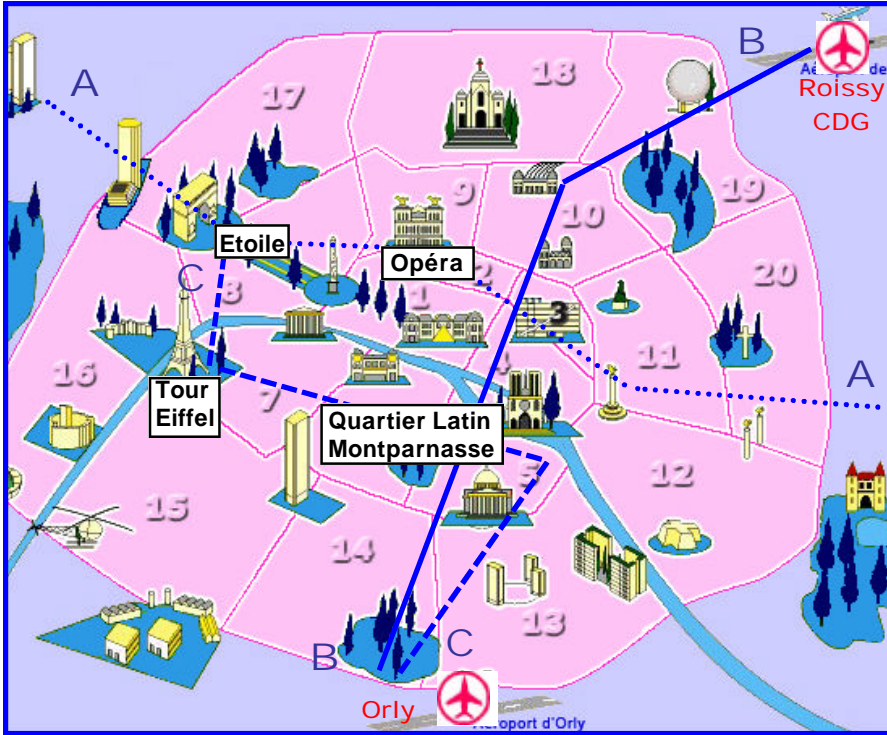 B
A
18
17
Aé de
Roissy
CDG
19
9
10
Etoile
Opéra
2
20
C
8
1
3
11
4
16
A
Tour
Eiffel
7
Quartier Latin
Montparnasse
5
12
15
14
13
B
C
Orly
Aéroport d'Orly